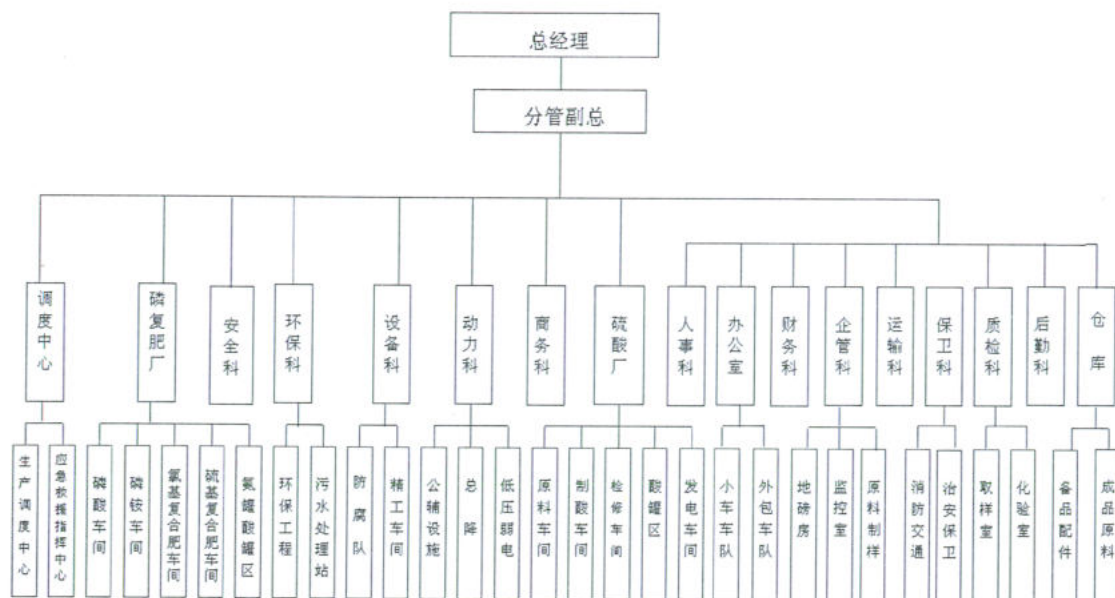 总经理
分管副总
调度中心
磷复肥厂
安全科
环保科
设备科
动力科
商务科
硫酸厂
人事科
办公室
财务科
企管科
运输科
保卫科
质检科
后勤科
仓库
生产调度中心
应急救援指挥中心
磷酸车间
磷铵车间
氯基复合肥车间
硫基复合肥车间
氨罐酸罐区
环保工程
污水处理站
防腐队
精工车间
公辅设施
总降
低压弱电
原料车间
制酸车间
检修车间
酸罐区
发电车间
小车车队
外包车队
地磅房
监控室
原料制样
消防交通
治安保卫
取样室
化验室
备品配件
成品原料